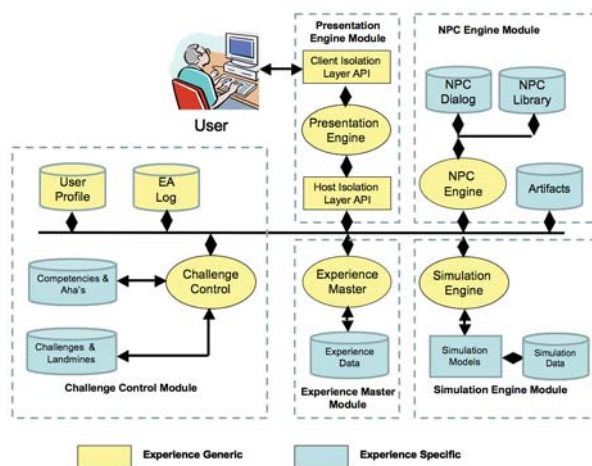 Presentation
Engine Module
Client Isolation
Layer API
Presentation
Engine
Host Isolation
Layer API
User
NPC Engine Module
NPC
Dialog
NPC
Library
NPC
Engine
Artifacts
User
Profile
EA
Log
Competencies &
Aha's
Challenge
Control
Challenges &
Landmines
Challenge Control Module
Experience
Master
Experience
Data
Experience Master
Module
Simulation
Engine
Simulation
Models
Simulation
Data
Simulation Engine Module
Experience Generic
Experience Specific